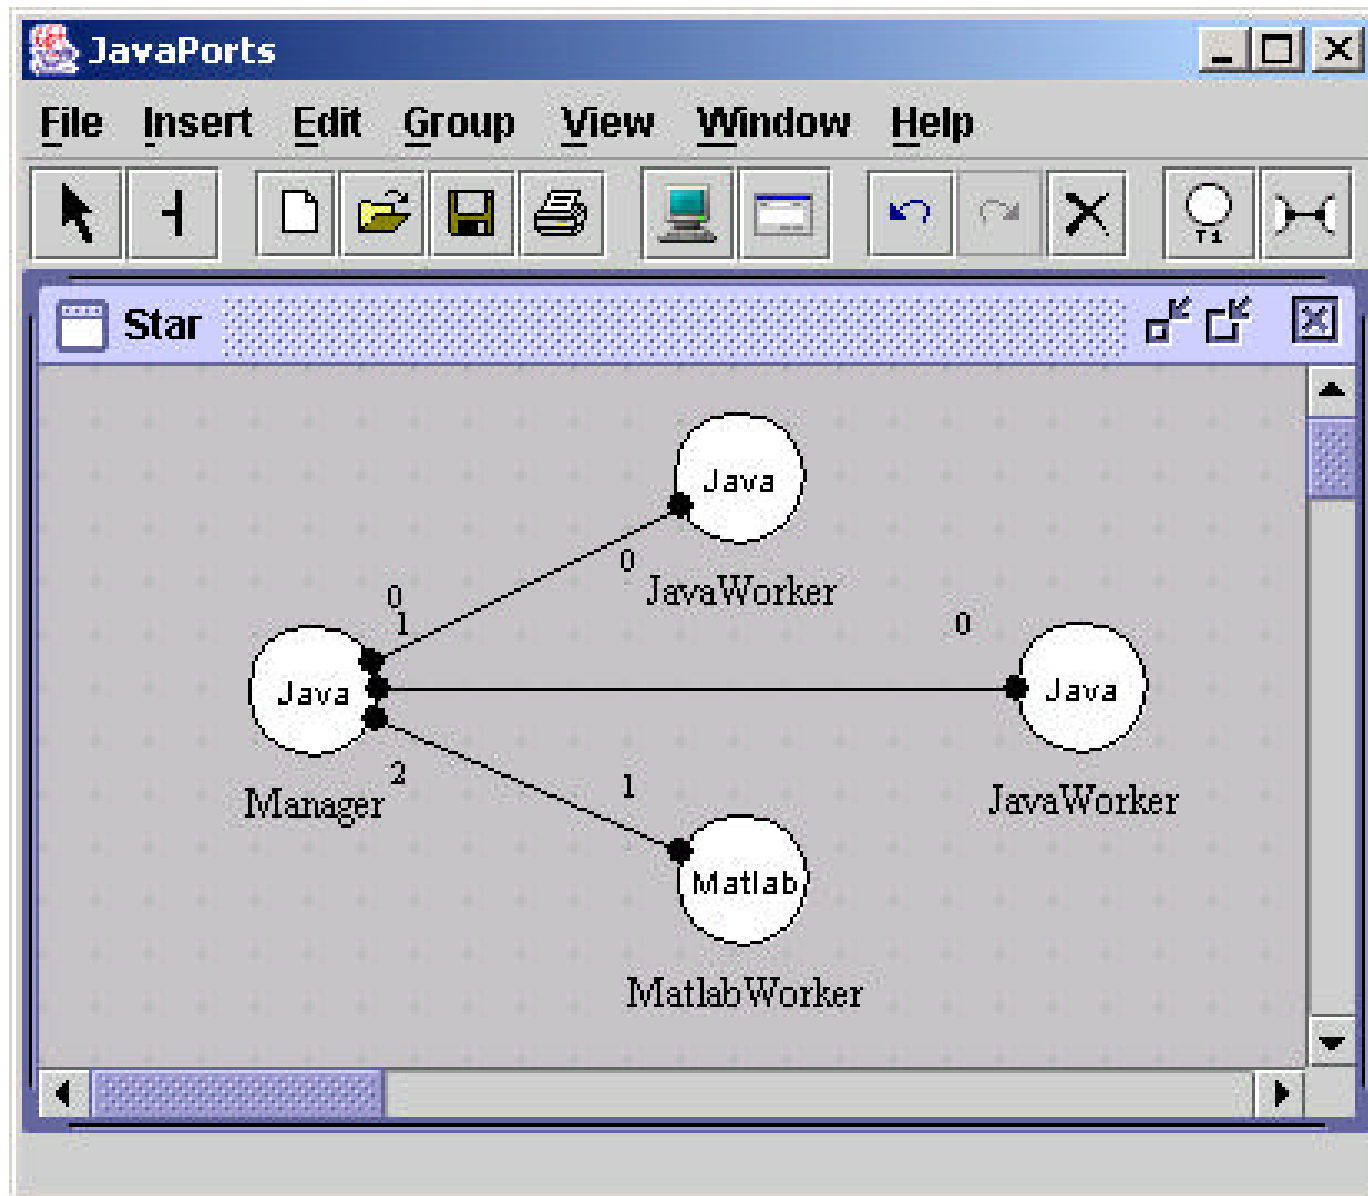 JavaPorts
File Insert Edit Group View Window Help
T1
Star
Java
0
JavaWorker
0
1
0
Java
Java
2
1
Manager
JavaWorker
Matlab
MatlabWorker